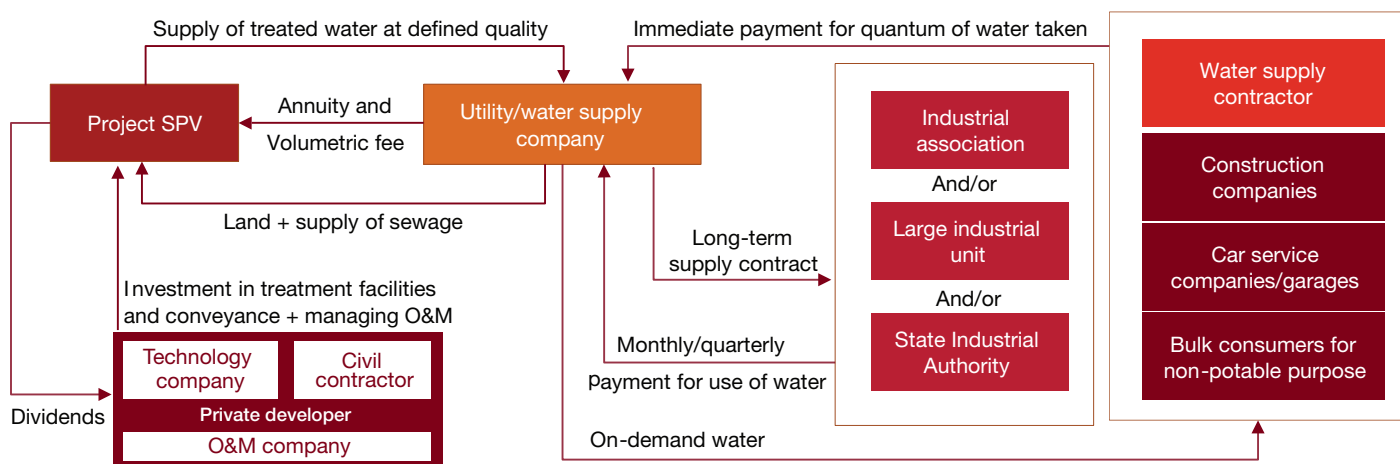 Supply of treated water at defined quality
Immediate payment for quantum of water taken
Project SPV
Annuity and
Volumetric fee
Utility/water supply
company
Land + supply of sewage
Investment in treatment facilities
and conveyance + managing O&M
Technology
company
Civil
contractor
Private developer
O&M company
Dividends
Long-term
supply contract
Monthly/quarterly
payment for use of water
On-demand water
Industrial
association
And/or
Large industrial
unit
And/or
State Industrial
Authority
Water supply
contractor
Construction
companies
Car service
companies/garages
Bulk consumers for
non-potable purpose